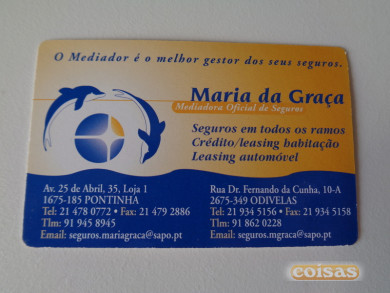 O Mediador é o melhor gestor dos seus seguros.
Maria da Graça
Mediadora Oficial de Seguros
Seguros em todos os ramos
Crédito/leasing habitação
Leasing automóvel
Av. 25 de Abril, 35, Loja 1
1675-185 PONTINHA
Tel: 21 478 0772 • Fax: 21 479 2886
Tlm: 91 945 8945
Email: seguros.mariagraca@sapo.pt
Rua Dr. Fernando da Cunha, 10-A
2675-349 ODIVELAS
Tel: 21 934 5156 • Fax: 21 934 5158
Tlm: 91 862 0228
Email: seguros.mgraca@sapo.pt
coisas